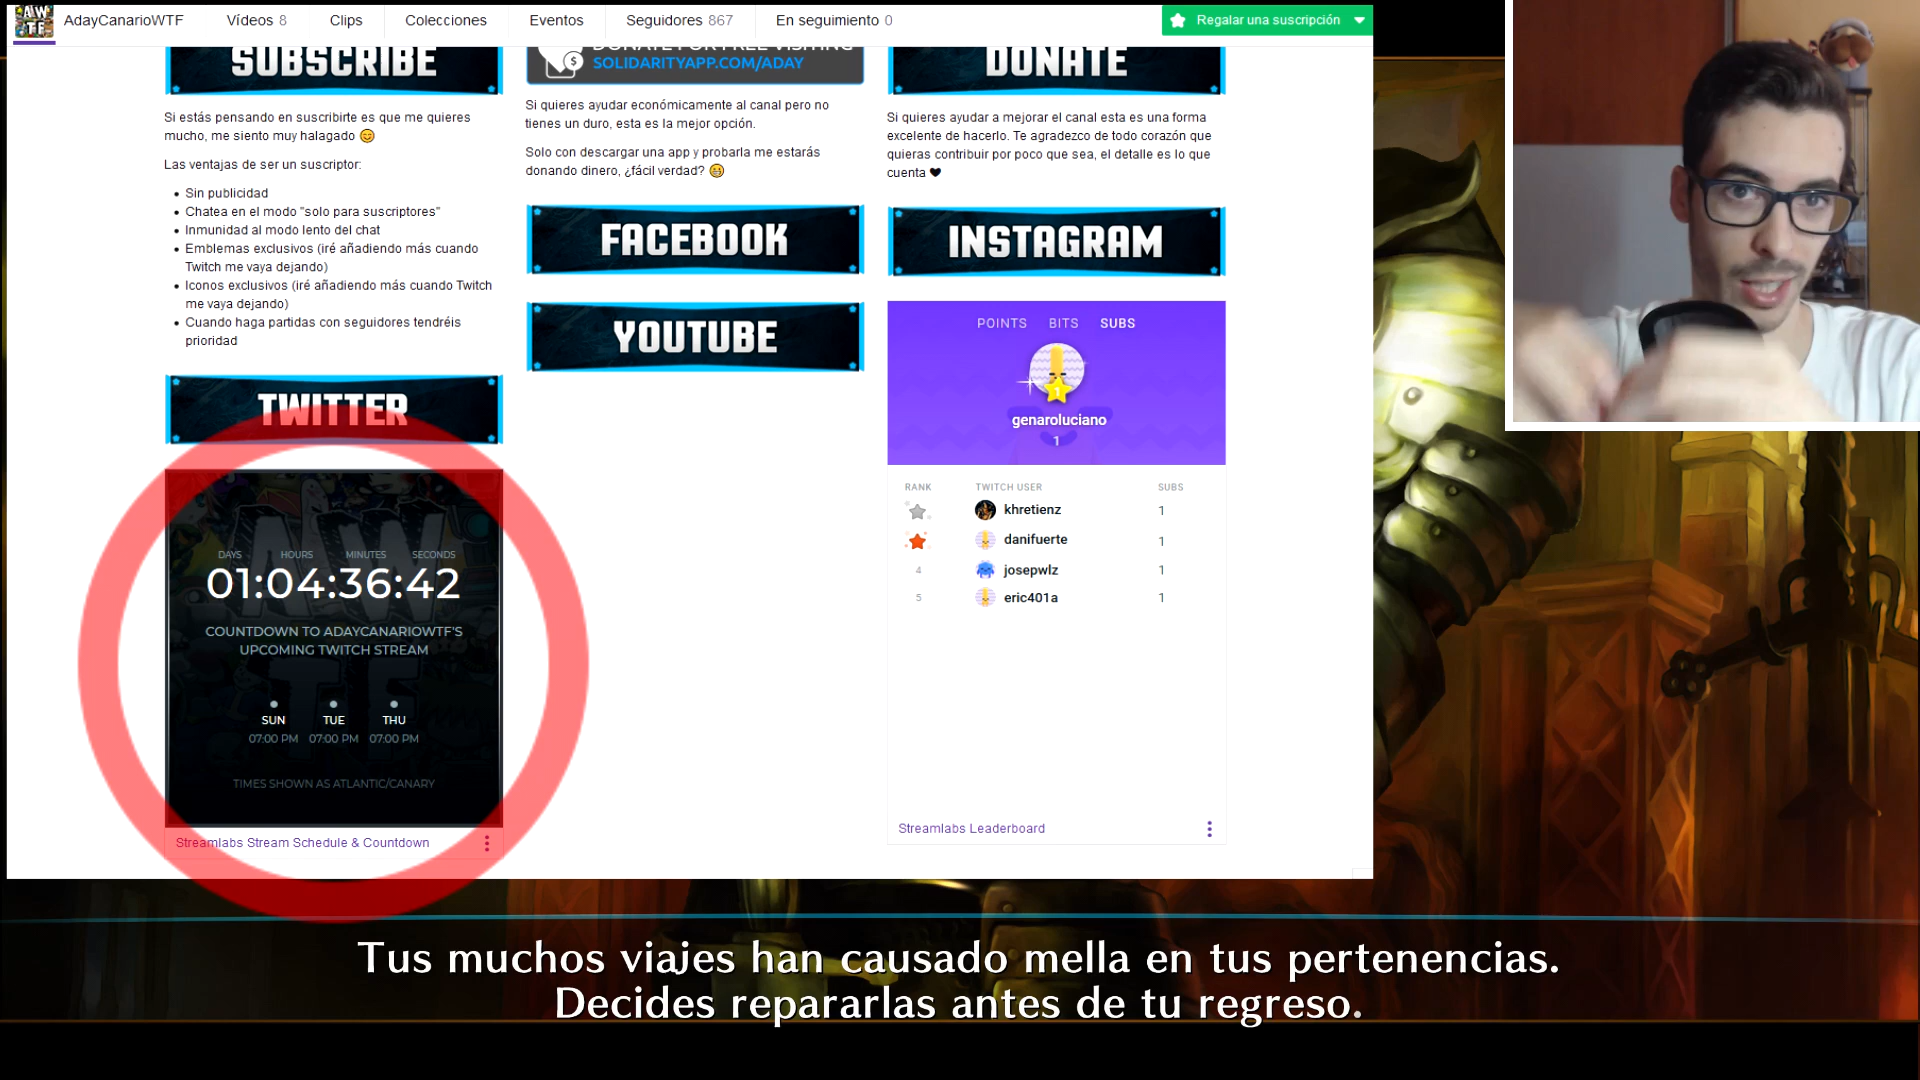 AW
TF
AdayCanarioWTF
Vídeos 8
Clips
Colecciones
Eventos
Seguidores 867
En seguimiento 0
Regalar una suscripción
SUBSCRIBE
Si estás pensando en suscribirte es que me quieres
mucho, me siento muy halagado
Las ventajas de ser un suscriptor:
Sin publicidad
Chatea en el modo "solo para suscriptores"
Inmunidad al modo lento del chat
Emblemas exclusivos (iré añadiendo más cuando
Twitch me vaya dejando)
Iconos exclusivos (iré añadiendo más cuando Twitch
me vaya dejando)
Cuando haga partidas con seguidores tendréis
prioridad
TWITTER
DAYS HOURS MINUTES SECONDS
01:04:36:42
COUNTDOWN TO ADAYCANARIOWTF'S
UPCOMING TWITCH STREAM
SUN TUE THU
07:00 PM 07:00 PM 07:00 PM
TIMES SHOWN AS ATLANTIC/CANARY
Streamlabs Stream Schedule & Countdown
DONATE FOR FREE VISITING
SOLIDARITYAPP.COM/ADAY
Si quieres ayudar económicamente al canal pero no
tienes un duro, esta es la mejor opción.
Solo con descargar una app y probarla me estarás
donando dinero, ¿fácil verdad?
FACEBOOK
YOUTUBE
DONATE
Si quieres ayudar a mejorar el canal esta es una forma
excelente de hacerlo. Te agradezco de todo corazón que
quieras contribuir por poco que sea, el detalle es lo que
cuenta
INSTAGRAM
POINTS BITS SUBS
1
genaroluciano
1
RANK TWITCH USER SUBS
khretienz 1
danifuerte 1
4 josepwlz 1
5 eric401a 1
Streamlabs Leaderboard
Tus muchos viajes han causado mella en tus pertenencias.
Decides repararlas antes de tu regreso.